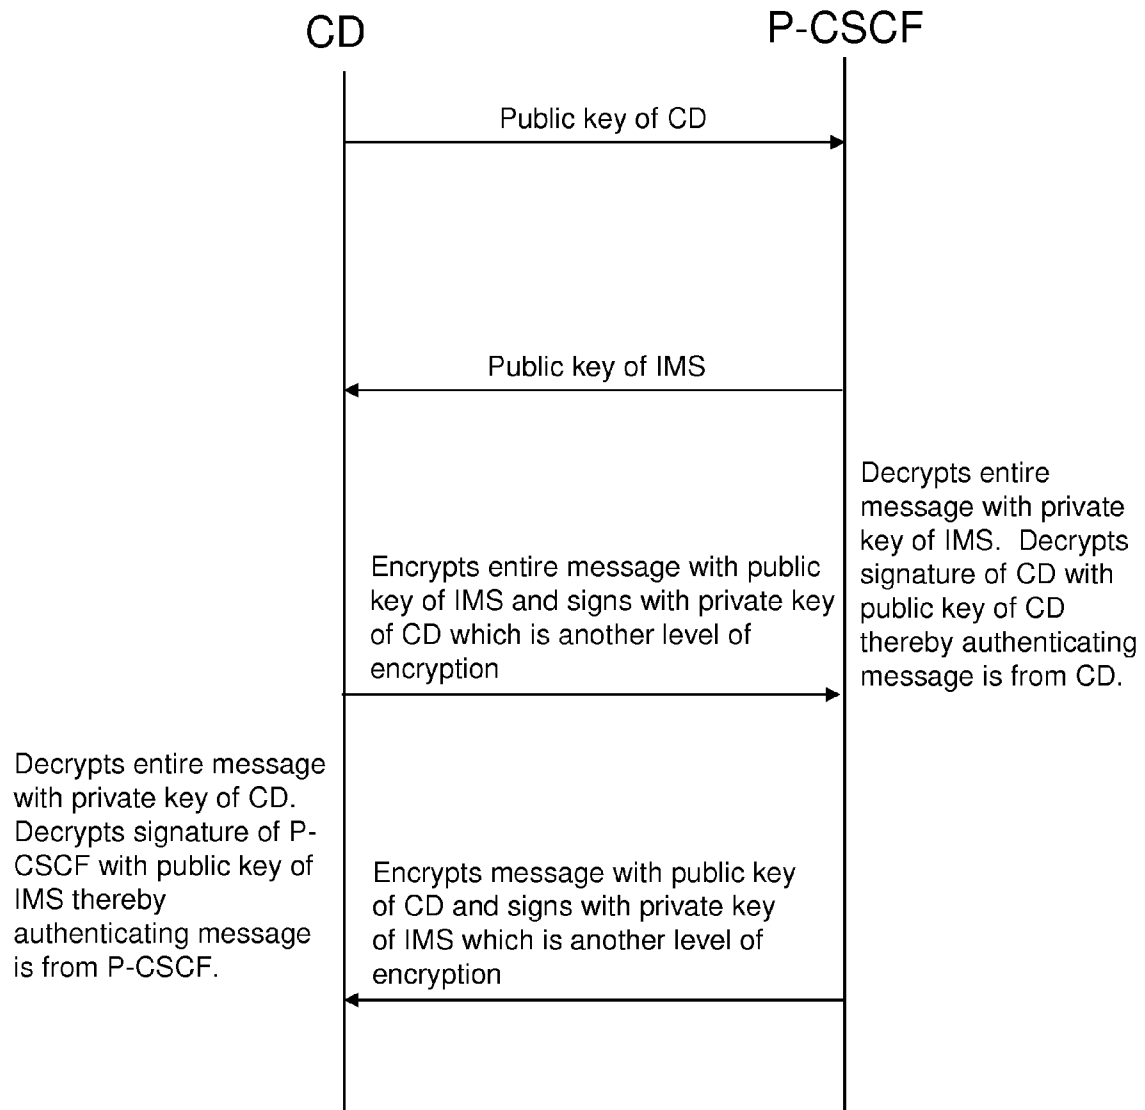 CD
P-CSCF
Public key of CD
Public key of IMS
Decrypts entire
message with private
key of IMS. Decrypts
signature of CD with
public key of CD
thereby authenticating
message is from CD.
Encrypts entire message with public
key of IMS and signs with private key
of CD which is another level of
encryption
Decrypts entire message
with private key of CD.
Decrypts signature of P-
CSCF with public key of
IMS thereby
authenticating message
is from P-CSCF.
Encrypts message with public key
of CD and signs with private key
of IMS which is another level of
encryption